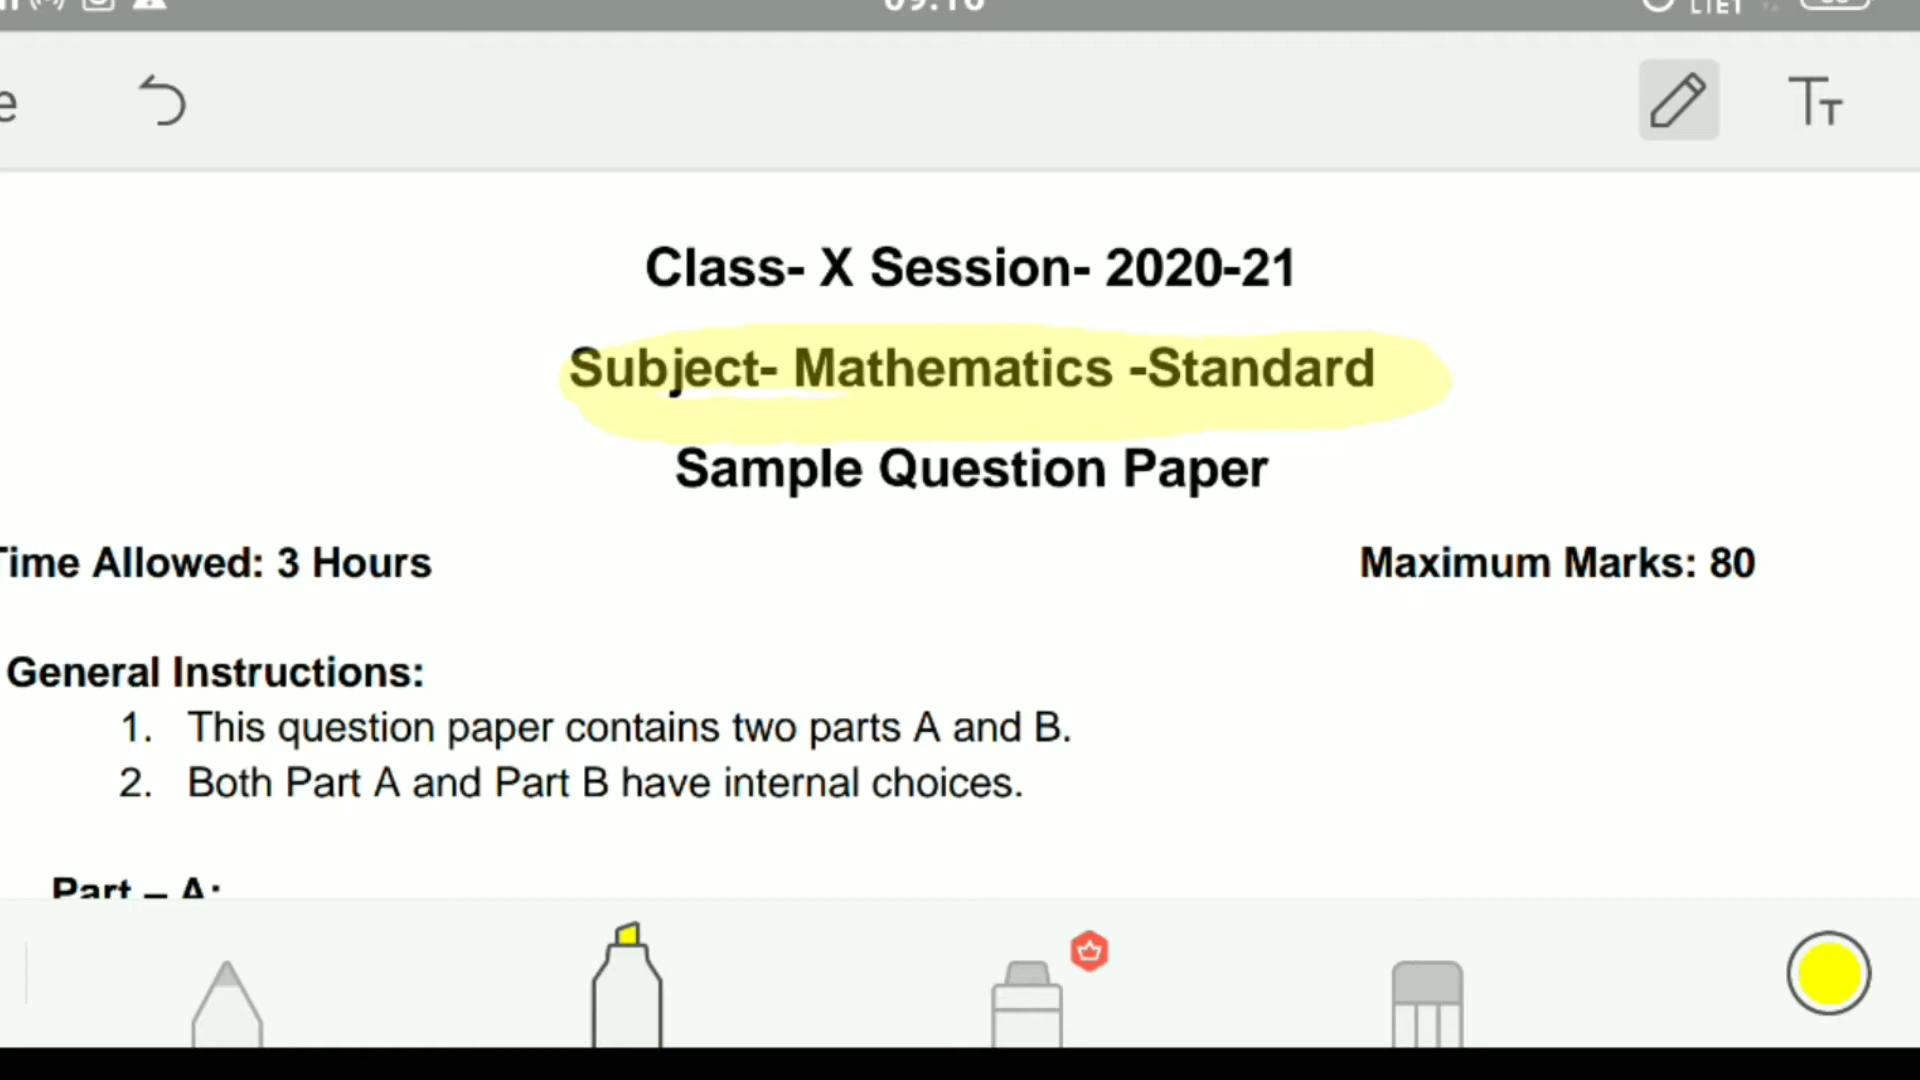 Class- X Session- 2020-21
Subject- Mathematics -Standard
Sample Question Paper
Time Allowed: 3 Hours
Maximum Marks: 80
General Instructions:
1. This question paper contains two parts A and B.
2. Both Part A and Part B have internal choices.
Part – A: